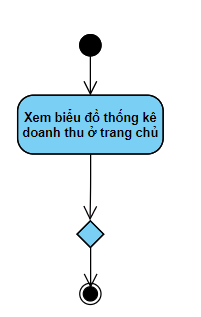 Xem biểu đồ thống kê
doanh thu ở trang chủ